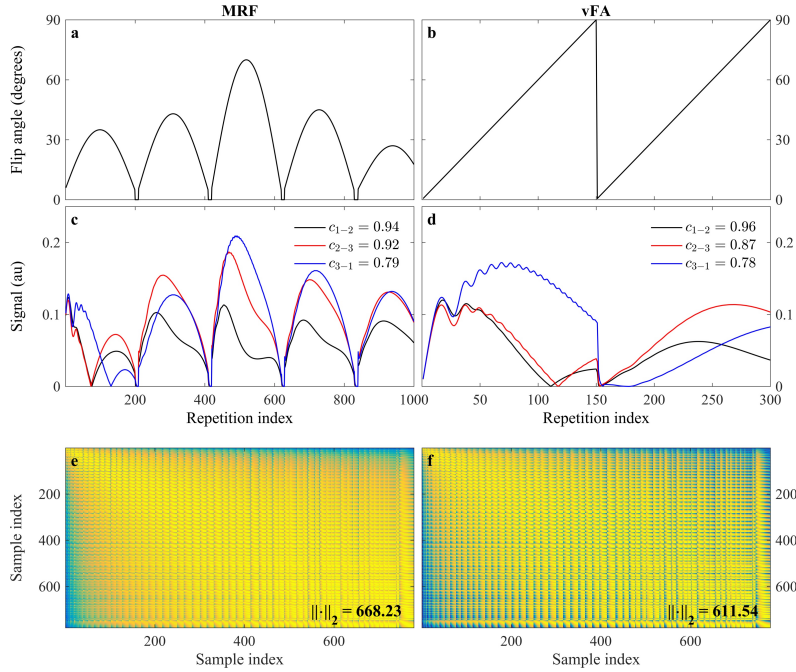 MRF
vFA
a
b
Flip angle (degrees)
90
60
30
0
90
60
30
0
c
d
c₁₋₂ = 0.94
c₂₋₃ = 0.92
c₃₋₁ = 0.79
c₁₋₂ = 0.96
c₂₋₃ = 0.87
c₃₋₁ = 0.78
Signal (au)
0.2
0.1
0
0.2
0.1
0
200 400 600 800 1000
50 100 150 200 250 300
Repetition index
Repetition index
e
f
Sample index
200
400
600
200
400
600
Sample index
||·||₂ = 668.23
||·||₂ = 611.54
200 400 600
200 400 600
Sample index
Sample index